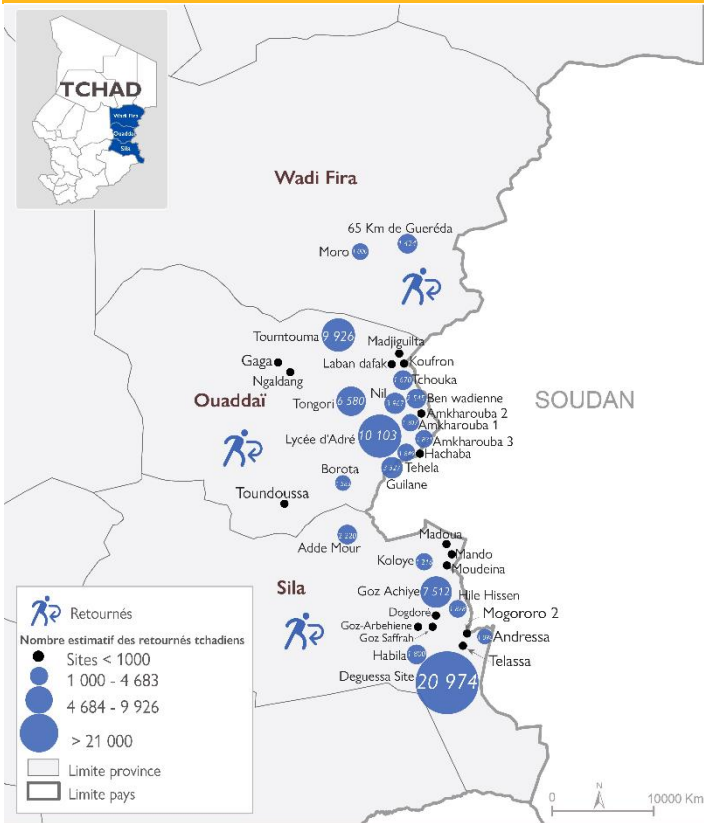 TCHAD
Wadi Fira
Ouaddaï
Sila
Wadi Fira
65 Km de Gueréda
Moro
Tourntouma
9 926
Madjiguilta
Gaga
Laban dafak
Koufron
Ngaldang
Tchouka
Ouaddaï
Tongori
6 580
Nil
Ben wadienne
SOUDAN
Amkharouba 2
Amkharouba 1
Lycée d'Adré
10 103
Amkharouba 3
Hachaba
Tehela
Borota
Guilane
Toundoussa
Madoua
Adde Mour
2 220
Mando
Koloye
Moudeina
Sila
Goz Achiye
7 512
Hile Hissen
Dogdoré
Mogororo 2
Goz-Arbehiene
Goz Saffrah
Andressa
Habila
Telassa
Deguessa Site
20 974
Retournés
Nombre estimatif des retournés tchadiens
Sites < 1000
1 000 - 4 683
4 684 - 9 926
> 21 000
Limite province
Limite pays
N
0
10000 Km